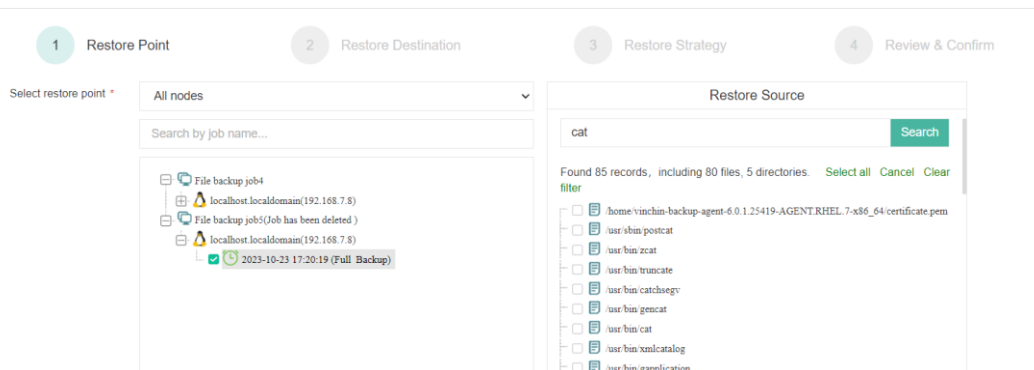 1 Restore Point
2 Restore Destination
3 Restore Strategy
4 Review & Confirm
Select restore point *
All nodes
Search by job name...
File backup job4
localhost.localdomain(192.168.7.8)
File backup job5(Job has been deleted )
localhost.localdomain(192.168.7.8)
2023-10-23 17:20:19 (Full Backup)
Restore Source
cat
Search
Found 85 records, including 80 files, 5 directories. Select all Cancel Clear
filter
/home/vinchin-backup-agent-6.0.1.25419-AGENT.RHEL.7-x86_64/certificate.pem
/usr/sbin/postcat
/usr/bin/zcat
/usr/bin/truncate
/usr/bin/catchsegv
/usr/bin/gencat
/usr/bin/cat
/usr/bin/xmlcatalog
/usr/bin/gapplication